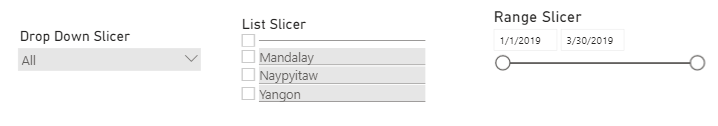 Drop Down Slicer
All
List Slicer
Mandalay
Naypyitaw
Yangon
Range Slicer
1/1/2019 3/30/2019